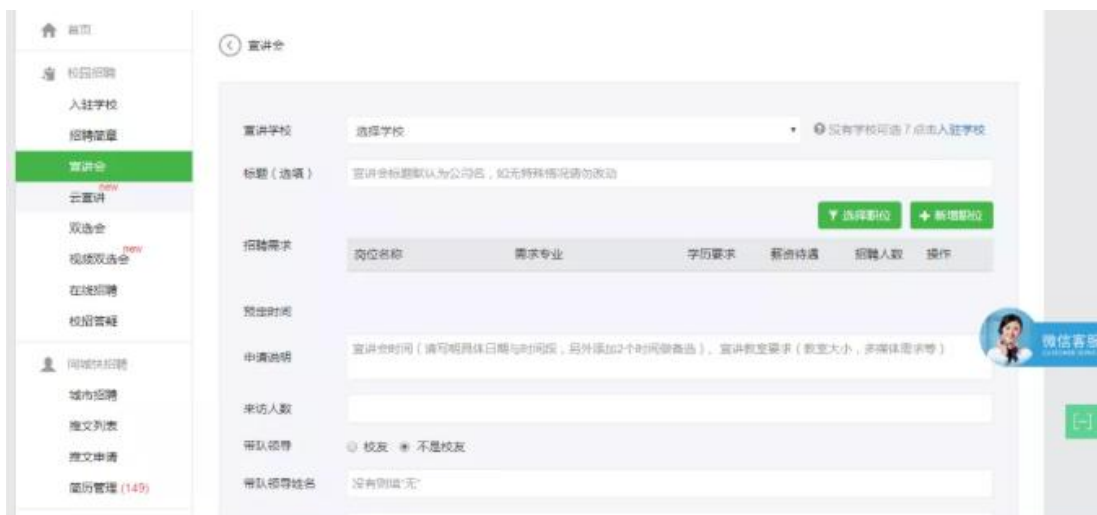 首页
校园招聘
入驻学校
招聘简章
宣讲会
云宣讲 new
双选会
视频双选会 new
在线招聘
校招答疑
同城快招聘
城市招聘
推文列表
推文申请
简历管理 (149)
宣讲会
宣讲学校 选择学校 没有学校可选？点击入驻学校
标题（选填） 宣讲会标题默认为公司名，如无特殊情况请勿改动
选择职位 新增职位
招聘需求 岗位名称 需求专业 学历要求 薪资待遇 招聘人数 操作
预定时间
申请说明 宣讲会时间（请写明具体日期与时间段，另外添加2个时间做备选）、宣讲教室要求（教室大小，多媒体需求等）
来访人数
带队领导 校友 不是校友
带队领导姓名 没有则填“无”
微信客服
[-]